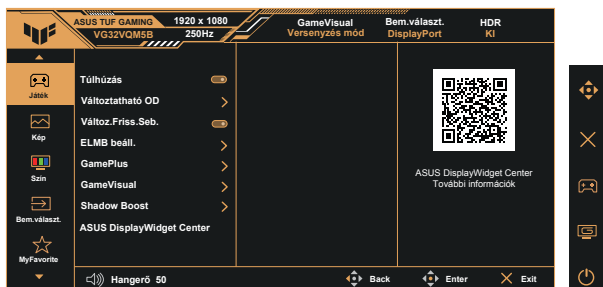 ASUS TUF GAMING 1920 x 1080
VG32VQM5B 250Hz
GameVisual
Versenyzés mód
Bem.választ.
DisplayPort
HDR
KI
Játék
Kép
Szín
Bem.választ.
MyFavorite
Túlhúzás
Változtatható OD
Változ.Friss.Seb.
ELMB beáll.
GamePlus
GameVisual
Shadow Boost
ASUS DisplayWidget Center
ASUS DisplayWidget Center
További információk
Hangerő 50
Back
Enter
Exit